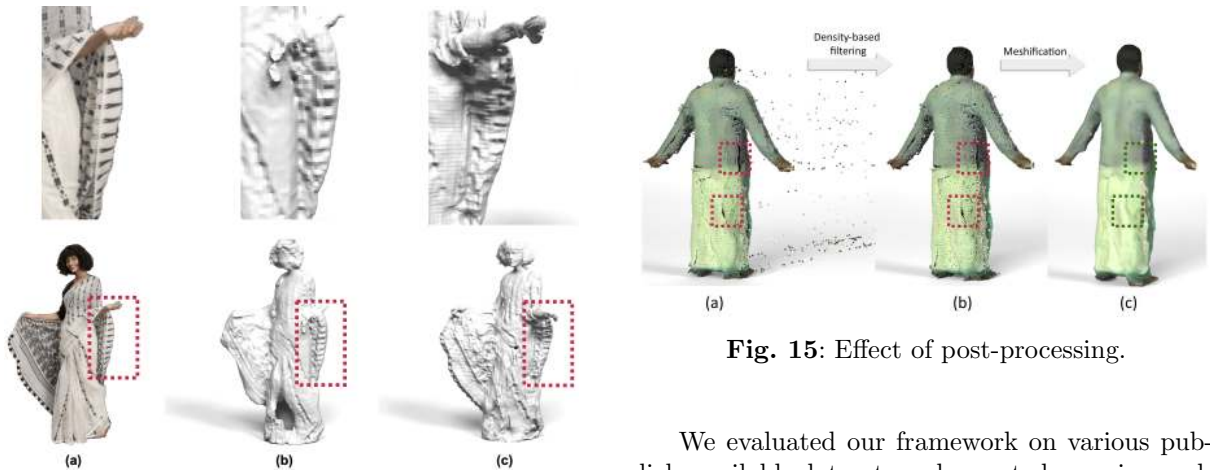 (a)
(b)
(c)
Density-based
filtering
Meshification
(a)
(b)
(c)
Fig. 15: Effect of post-processing.
We evaluated our framework on various pub-